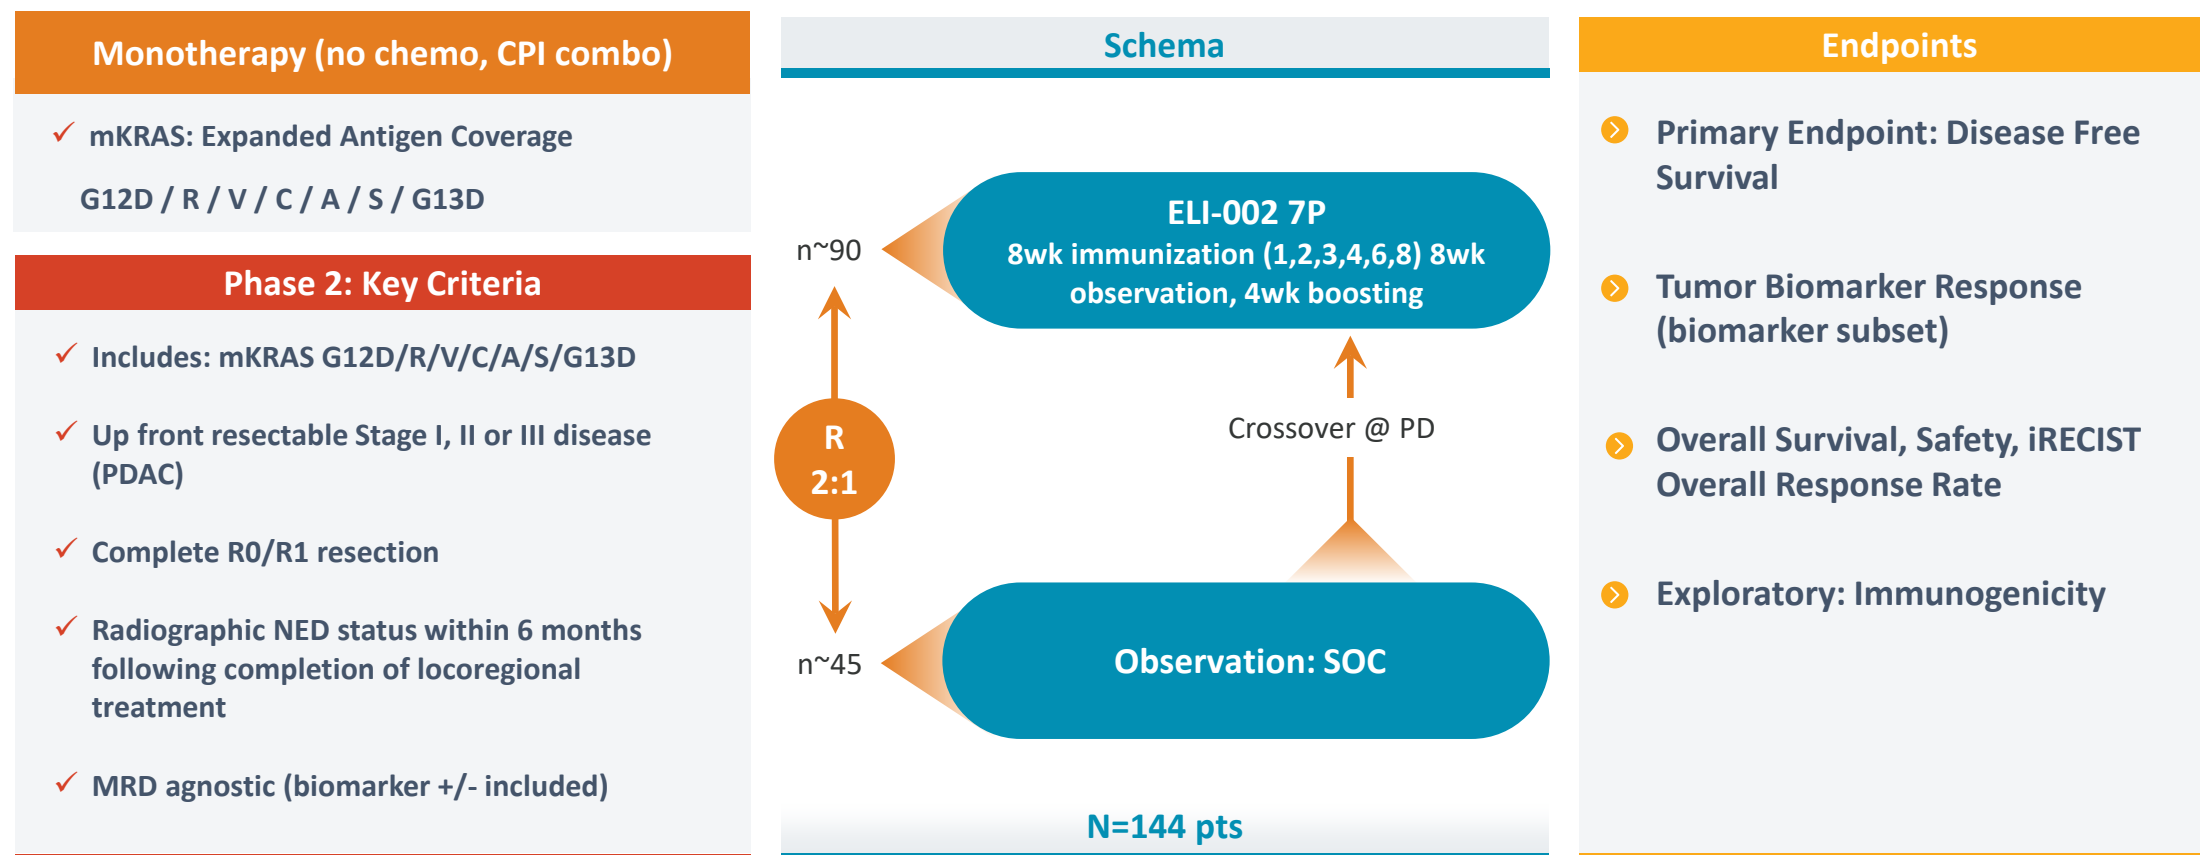 Monotherapy (no chemo, CPI combo)
mKRAS: Expanded Antigen Coverage
G12D / R / V / C / A / S / G13D
Phase 2: Key Criteria
Includes: mKRAS G12D/R/V/C/A/S/G13D
Up front resectable Stage I, II or III disease
(PDAC)
Complete R0/R1 resection
Radiographic NED status within 6 months
following completion of locoregional
treatment
MRD agnostic (biomarker +/- included)
Schema
n~90
ELI-002 7P
8wk immunization (1,2,3,4,6,8) 8wk
observation, 4wk boosting
R
2:1
Crossover @ PD
n~45
Observation: SOC
N=144 pts
Endpoints
Primary Endpoint: Disease Free
Survival
Tumor Biomarker Response
(biomarker subset)
Overall Survival, Safety, iRECIST
Overall Response Rate
Exploratory: Immunogenicity